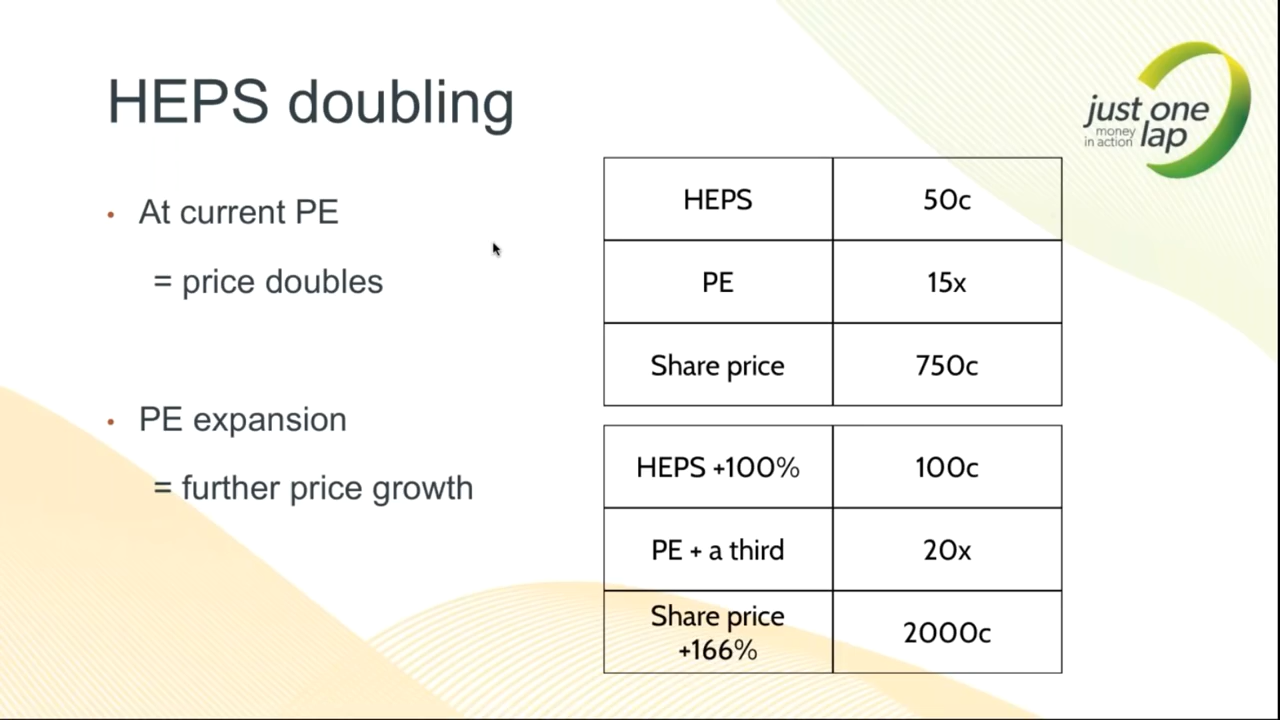 HEPS doubling
just one
money
in action
lap
• At current PE
= price doubles
• PE expansion
= further price growth
HEPS 50c
PE 15x
Share price 750c
HEPS +100% 100c
PE + a third 20x
Share price
+166% 2000c